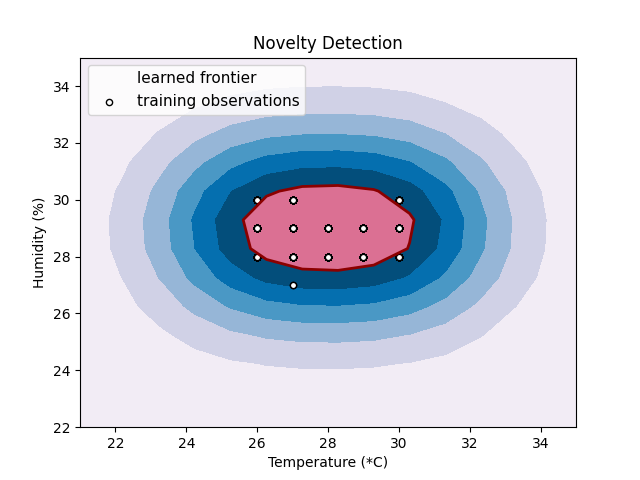 Novelty Detection
learned frontier
training observations
34
32
30
28
26
24
22
Humidity (%)
22 24 26 28 30 32 34
Temperature (*C)